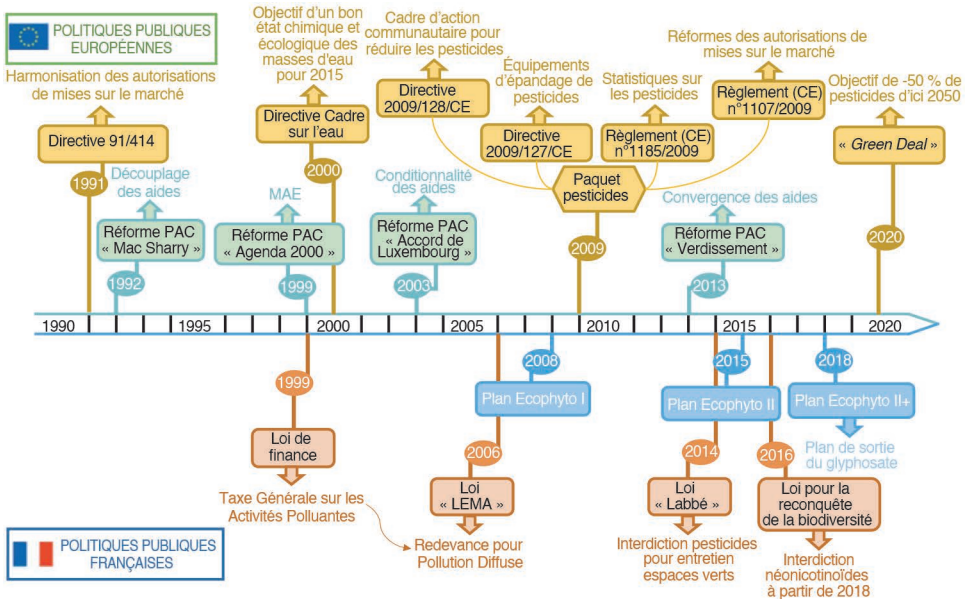 POLITIQUES PUBLIQUES
EUROPÉENNES
Harmonisation des autorisations
de mises sur le marché
Directive 91/414
1991
Objectif d'un bon
état chimique et
écologique des
masses d'eau
pour 2015
Directive Cadre
sur l'eau
2000
Cadre d'action
communautaire pour
réduire les pesticides
Directive
2009/128/CE
Équipements
d'épandage de
pesticides
Directive
2009/127/CE
Statistiques sur
les pesticides
Règlement (CE)
n°1185/2009
Réformes des autorisations de
mises sur le marché
Règlement (CE)
n°1107/2009
Paquet
pesticides
2009
Objectif de -50 % de
pesticides d'ici 2050
« Green Deal »
2020
Découplage
des aides
Réforme PAC
« Mac Sharry »
1992
MAE
Réforme PAC
« Agenda 2000 »
1999
Conditionnalité
des aides
Réforme PAC
« Accord de
Luxembourg »
2003
Convergence des aides
Réforme PAC
« Verdissement »
2013
1990 1995 2000 2005 2010 2015 2020
1999
Loi de
finance
Taxe Générale sur les
Activités Polluantes
2008
Plan Ecophyto I
2006
Loi
« LEMA »
Redevance pour
Pollution Diffuse
2015
Plan Ecophyto II
2014
Loi
« Labbé »
Interdiction pesticides
pour entretien
espaces verts
2018
Plan Ecophyto II+
Plan de sortie
du glyphosate
2016
Loi pour la
reconquête
de la biodiversité
Interdiction
néonicotinoïdes
à partir de 2018
POLITIQUES PUBLIQUES
FRANÇAISES